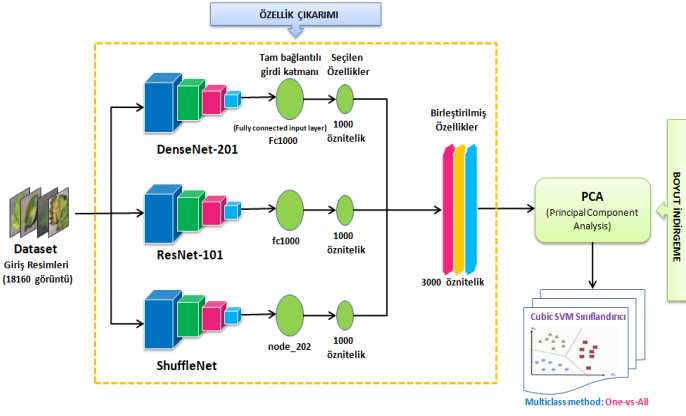 ÖZELLİK ÇIKARIMI
Tam bağlantılı
girdi katmanı
Seçilen
Özellikler
(Fully connected input layer)
Fc1000
1000
öznitelik
DenseNet-201
Birleştirilmiş
Özellikler
Dataset
Giriş Resimleri
(18160 görüntü)
ResNet-101
fc1000
1000
öznitelik
3000 öznitelik
PCA
(Principal Component
Analysis)
BOYUT İNDİRGEME
ShuffleNet
node_202
1000
öznitelik
Cubic SVM Sınıflandırıcı
Multiclass method: One-vs-All